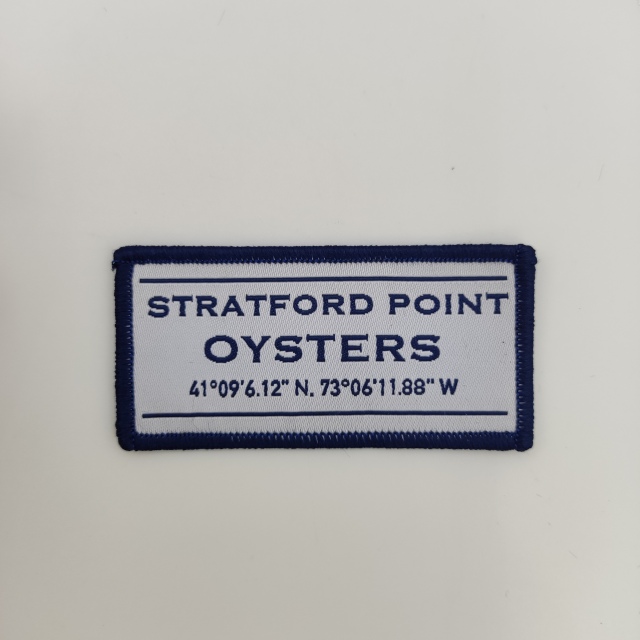 STRATFORD POINT
OYSTERS
41°09'6.12" N. 73°06'11.88" W